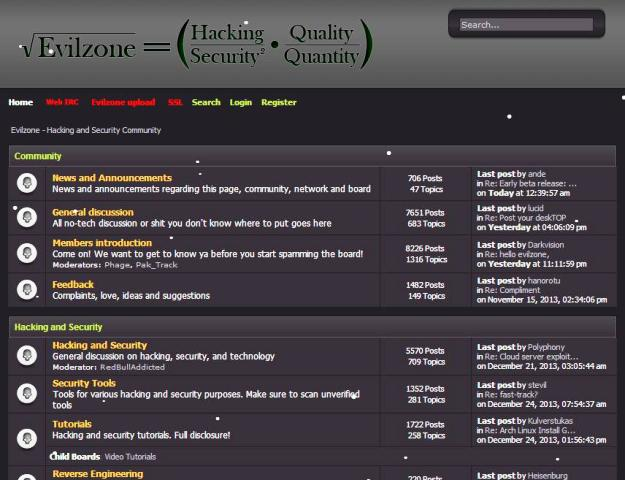 √Evilzone = (Hacking Security² • Quality Quantity)
Search...
Home Web IRC Evilzone upload SSL Search Login Register
Evilzone - Hacking and Security Community
Community
News and Announcements
News and announcements regarding this page, community, network and board
706 Posts
47 Topics
Last post by ande
in Re: Early beta release: ...
on Today at 12:39:57 am
General discussion
All no-tech discussion or shit you don't know where to put goes here
7651 Posts
683 Topics
Last post by lucid
in Re: Post your deskTOP
on Yesterday at 04:06:09 pm
Members introduction
Come on! We want to get to know ya before you start spamming the board!
Moderators: Phage, Pak_Track
8226 Posts
1316 Topics
Last post by Darkvision
in Re: hello evilzone,
on Yesterday at 11:11:59 pm
Feedback
Complaints, love, ideas and suggestions
1482 Posts
149 Topics
Last post by hanorotu
in Re: Compliment
on November 15, 2013, 02:34:06 pm
Hacking and Security
Hacking and Security
General discussion on hacking, security, and technology
Moderator: RedBullAddicted
5570 Posts
709 Topics
Last post by Polyphony
in Re: Cloud server exploit...
on December 21, 2013, 03:05:44 am
Security Tools
Tools for various hacking and security purposes. Make sure to scan unverified
tools
1352 Posts
281 Topics
Last post by stevil
in Re: fast-track?
on December 24, 2013, 07:54:37 am
Tutorials
Hacking and security tutorials. Full disclosure!
1722 Posts
258 Topics
Last post by Kulverstukas
in Re: Arch Linux Install G...
on December 24, 2013, 01:56:43 pm
Child Boards Video Tutorials
Reverse Engineering
220 Posts
Last post by Heisenburg